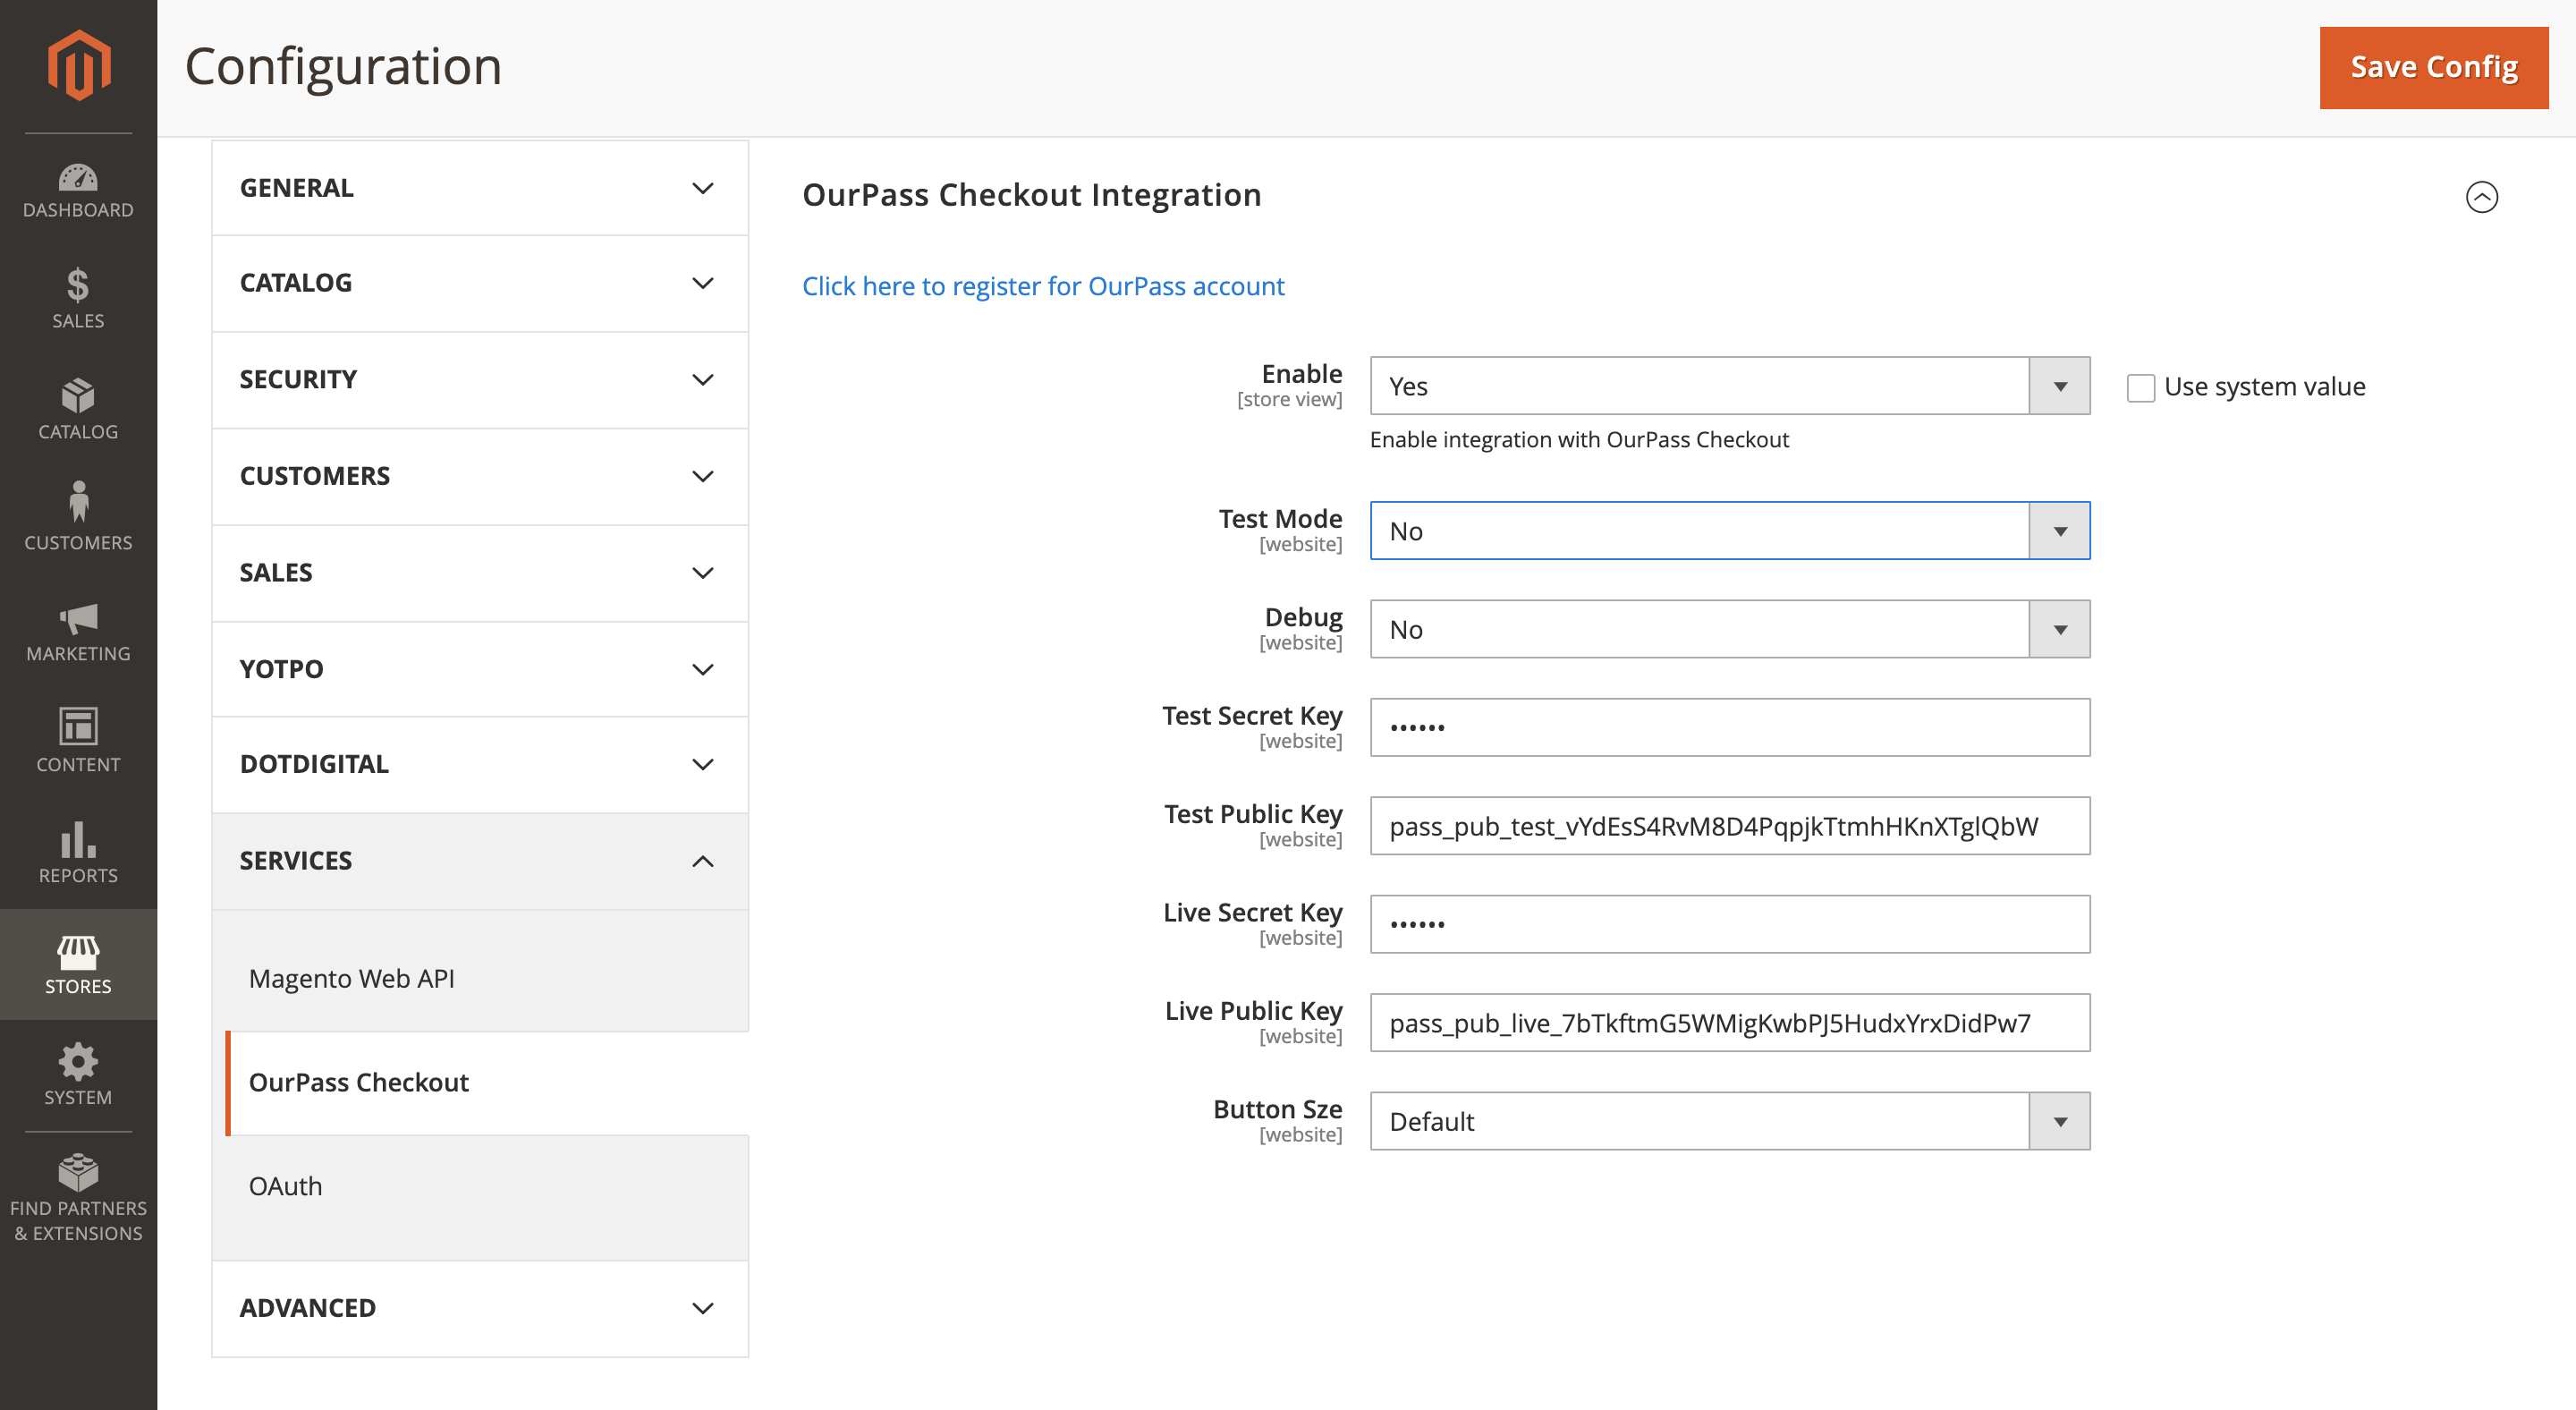 Configuration
Save Config
DASHBOARD
SALES
CATALOG
CUSTOMERS
MARKETING
CONTENT
REPORTS
STORES
SYSTEM
FIND PARTNERS
& EXTENSIONS
GENERAL
CATALOG
SECURITY
CUSTOMERS
SALES
YOTPO
DOTDIGITAL
SERVICES
Magento Web API
OurPass Checkout
OAuth
ADVANCED
OurPass Checkout Integration
Click here to register for OurPass account
Enable
[store view]
Yes
Use system value
Enable integration with OurPass Checkout
Test Mode
[website]
No
Debug
[website]
No
Test Secret Key
[website]
••••••
Test Public Key
[website]
pass_pub_test_vYdEsS4RvM8D4PqpjkTtmhHKnXTglQbW
Live Secret Key
[website]
••••••
Live Public Key
[website]
pass_pub_live_7bTkftmG5WMigKwbPJ5HudxYrxDidPw7
Button Sze
[website]
Default